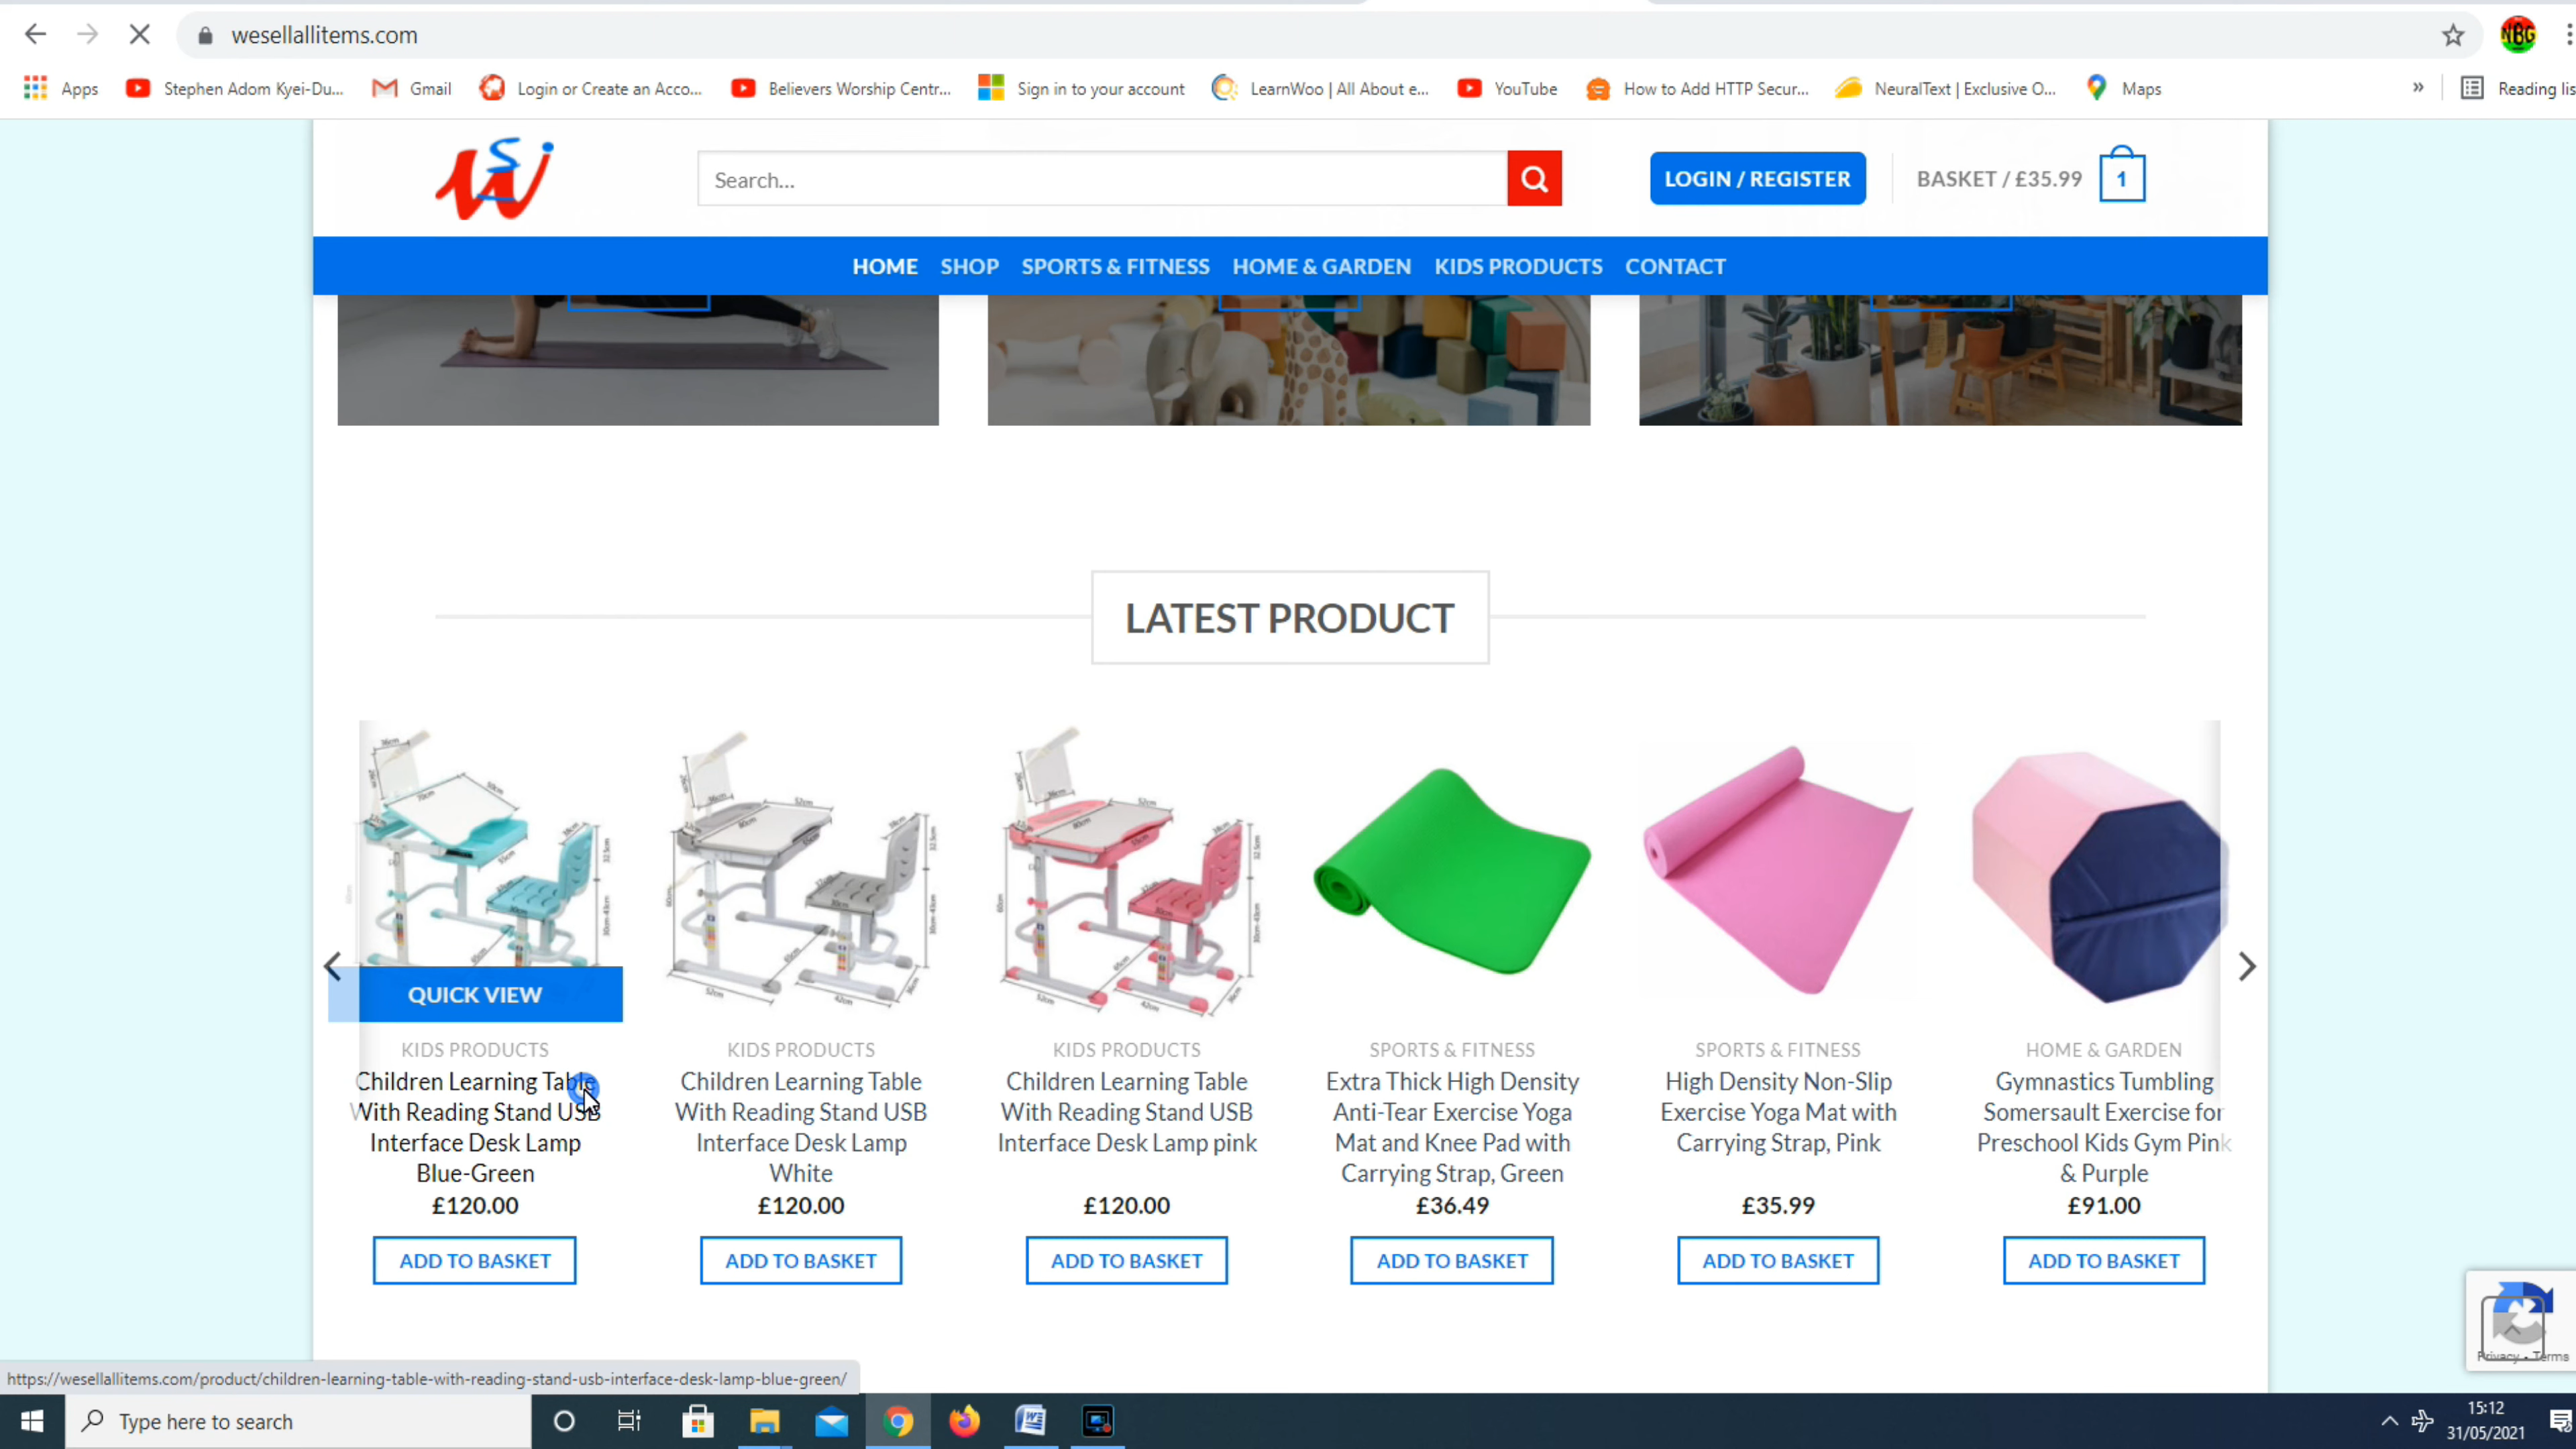 wesellallitems.com
NBG
Apps
Stephen Adom Kyei-Du...
Gmail
Login or Create an Acco...
Believers Worship Centr...
Sign in to your account
LearnWoo | All About e...
YouTube
How to Add HTTP Secur...
NeuralText | Exclusive O...
Maps
»
Reading lis
Search...
LOGIN / REGISTER
BASKET / £35.99
1
HOME
SHOP
SPORTS & FITNESS
HOME & GARDEN
KIDS PRODUCTS
CONTACT
LATEST PRODUCT
QUICK VIEW
KIDS PRODUCTS
Children Learning Table
With Reading Stand USB
Interface Desk Lamp
Blue-Green
£120.00
ADD TO BASKET
KIDS PRODUCTS
Children Learning Table
With Reading Stand USB
Interface Desk Lamp
White
£120.00
ADD TO BASKET
KIDS PRODUCTS
Children Learning Table
With Reading Stand USB
Interface Desk Lamp pink
£120.00
ADD TO BASKET
SPORTS & FITNESS
Extra Thick High Density
Anti-Tear Exercise Yoga
Mat and Knee Pad with
Carrying Strap, Green
£36.49
ADD TO BASKET
SPORTS & FITNESS
High Density Non-Slip
Exercise Yoga Mat with
Carrying Strap, Pink
£35.99
ADD TO BASKET
HOME & GARDEN
Gymnastics Tumbling
Somersault Exercise for
Preschool Kids Gym Pink
& Purple
£91.00
ADD TO BASKET
Privacy - Terms
https://wesellallitems.com/product/children-learning-table-with-reading-stand-usb-interface-desk-lamp-blue-green/
Type here to search
15:12
31/05/2021